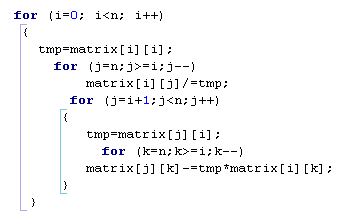 for (i=0; i<n; i++)
{
tmp=matrix[i][i];
for (j=n;j>=i;j--)
matrix[i][j]/=tmp;
for (j=i+1;j<n;j++)
{
tmp=matrix[j][i];
for (k=n;k>=i;k--)
matrix[j][k]-=tmp*matrix[i][k];
}
}